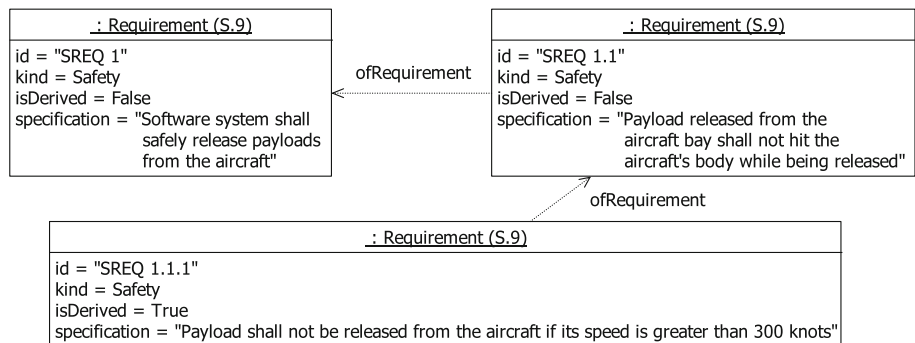 : Requirement (S.9)
id = "SREQ 1"
kind = Safety
isDerived = False
specification = "Software system shall
safely release payloads
from the aircraft"
ofRequirement
: Requirement (S.9)
id = "SREQ 1.1"
kind = Safety
isDerived = False
specification = "Payload released from the
aircraft bay shall not hit the
aircraft's body while being released"
ofRequirement
: Requirement (S.9)
id = "SREQ 1.1.1"
kind = Safety
isDerived = True
specification = "Payload shall not be released from the aircraft if its speed is greater than 300 knots"